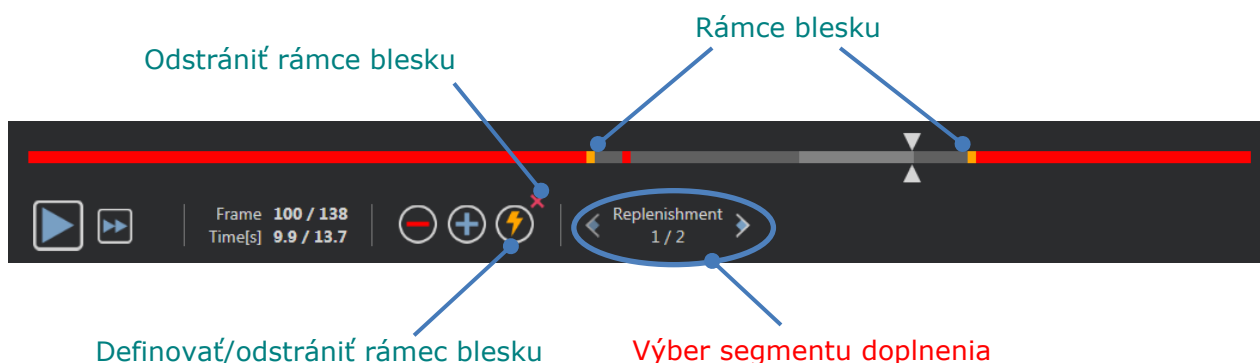 Rámce blesku
Odstrániť rámce blesku
Frame 100 / 138
Time[s] 9.9 / 13.7
Replenishment
1 / 2
Definovať/odstrániť rámec blesku
Výber segmentu doplnenia